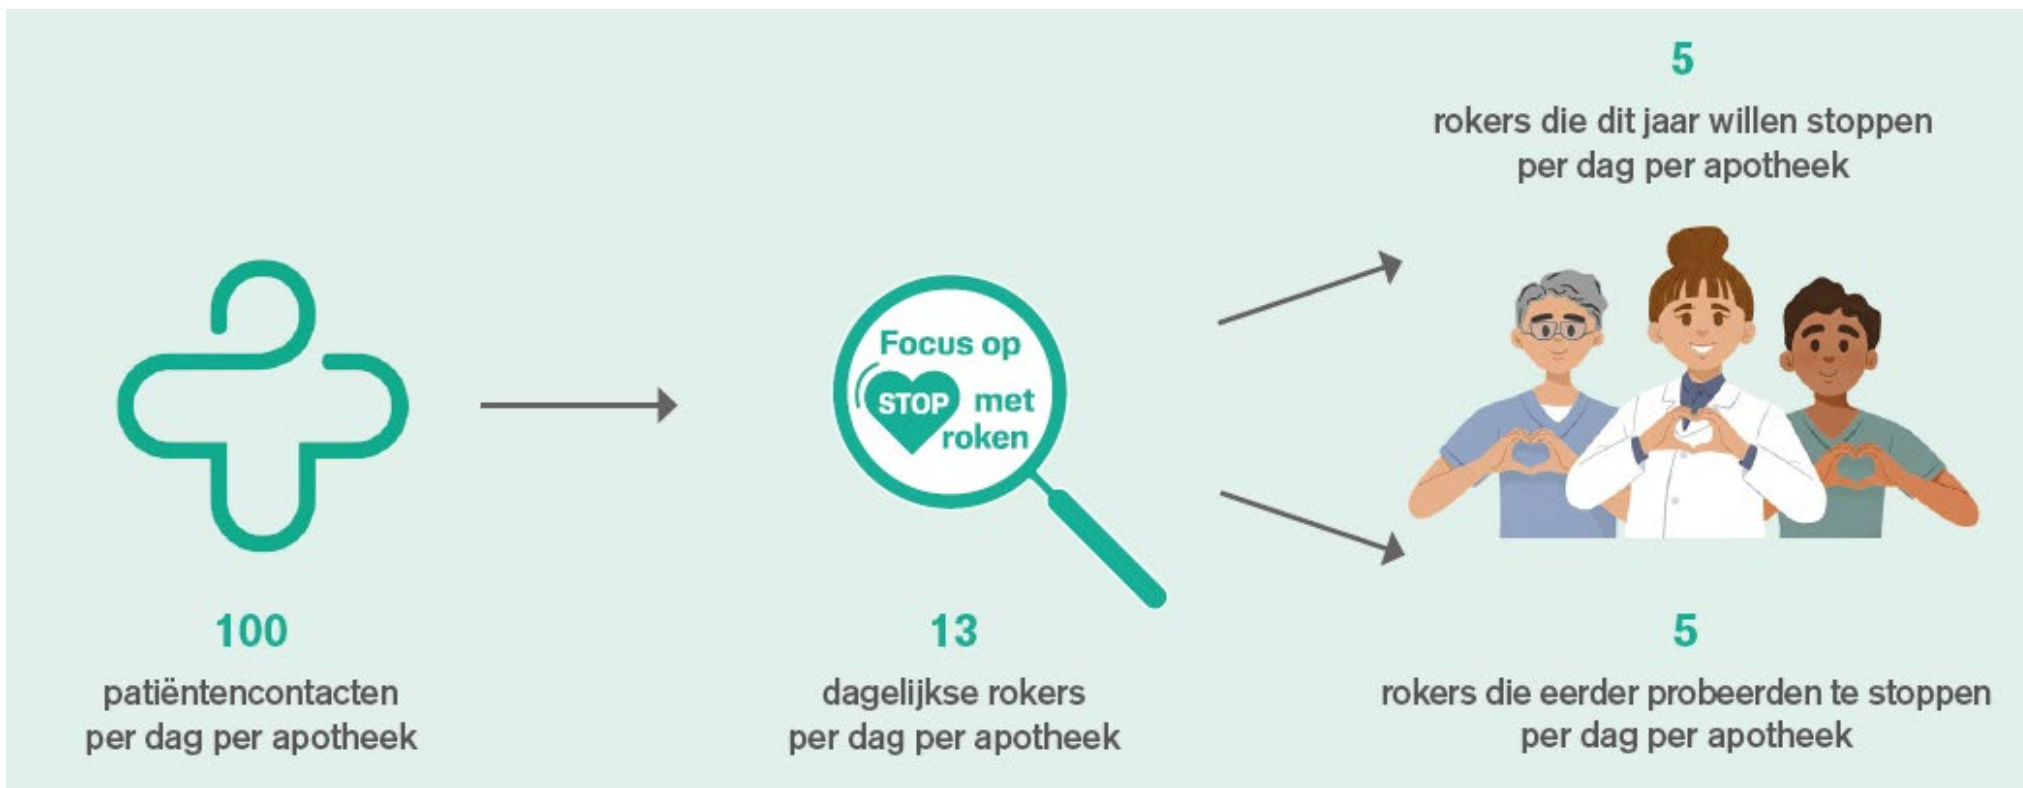 100
patiëntencontacten
per dag per apotheek
Focus op
STOP met
roken
13
dagelijkse rokers
per dag per apotheek
5
rokers die dit jaar willen stoppen
per dag per apotheek
5
rokers die eerder probeerden te stoppen
per dag per apotheek